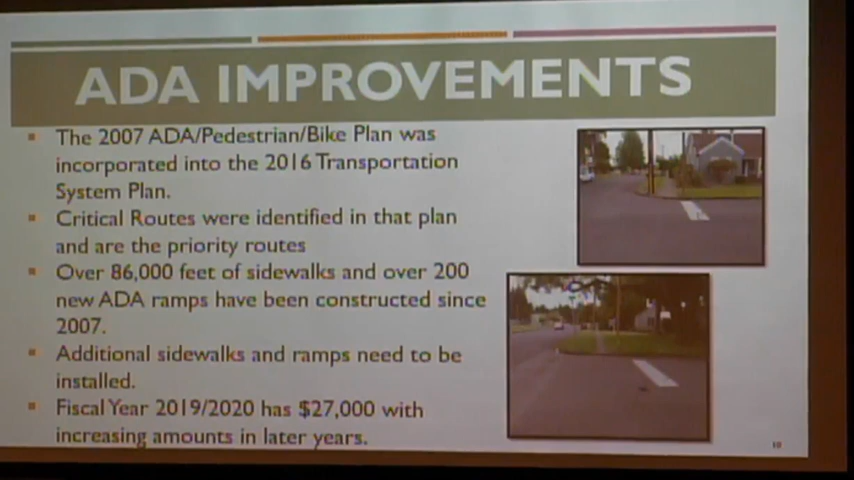 ADA IMPROVEMENTS
The 2007 ADA/Pedestrian/Bike Plan was
incorporated into the 2016 Transportation
System Plan.
Critical Routes were identified in that plan
and are the priority routes
Over 86,000 feet of sidewalks and over 200
new ADA ramps have been constructed since
2007.
Additional sidewalks and ramps need to be
installed.
Fiscal Year 2019/2020 has $27,000 with
increasing amounts in later years.